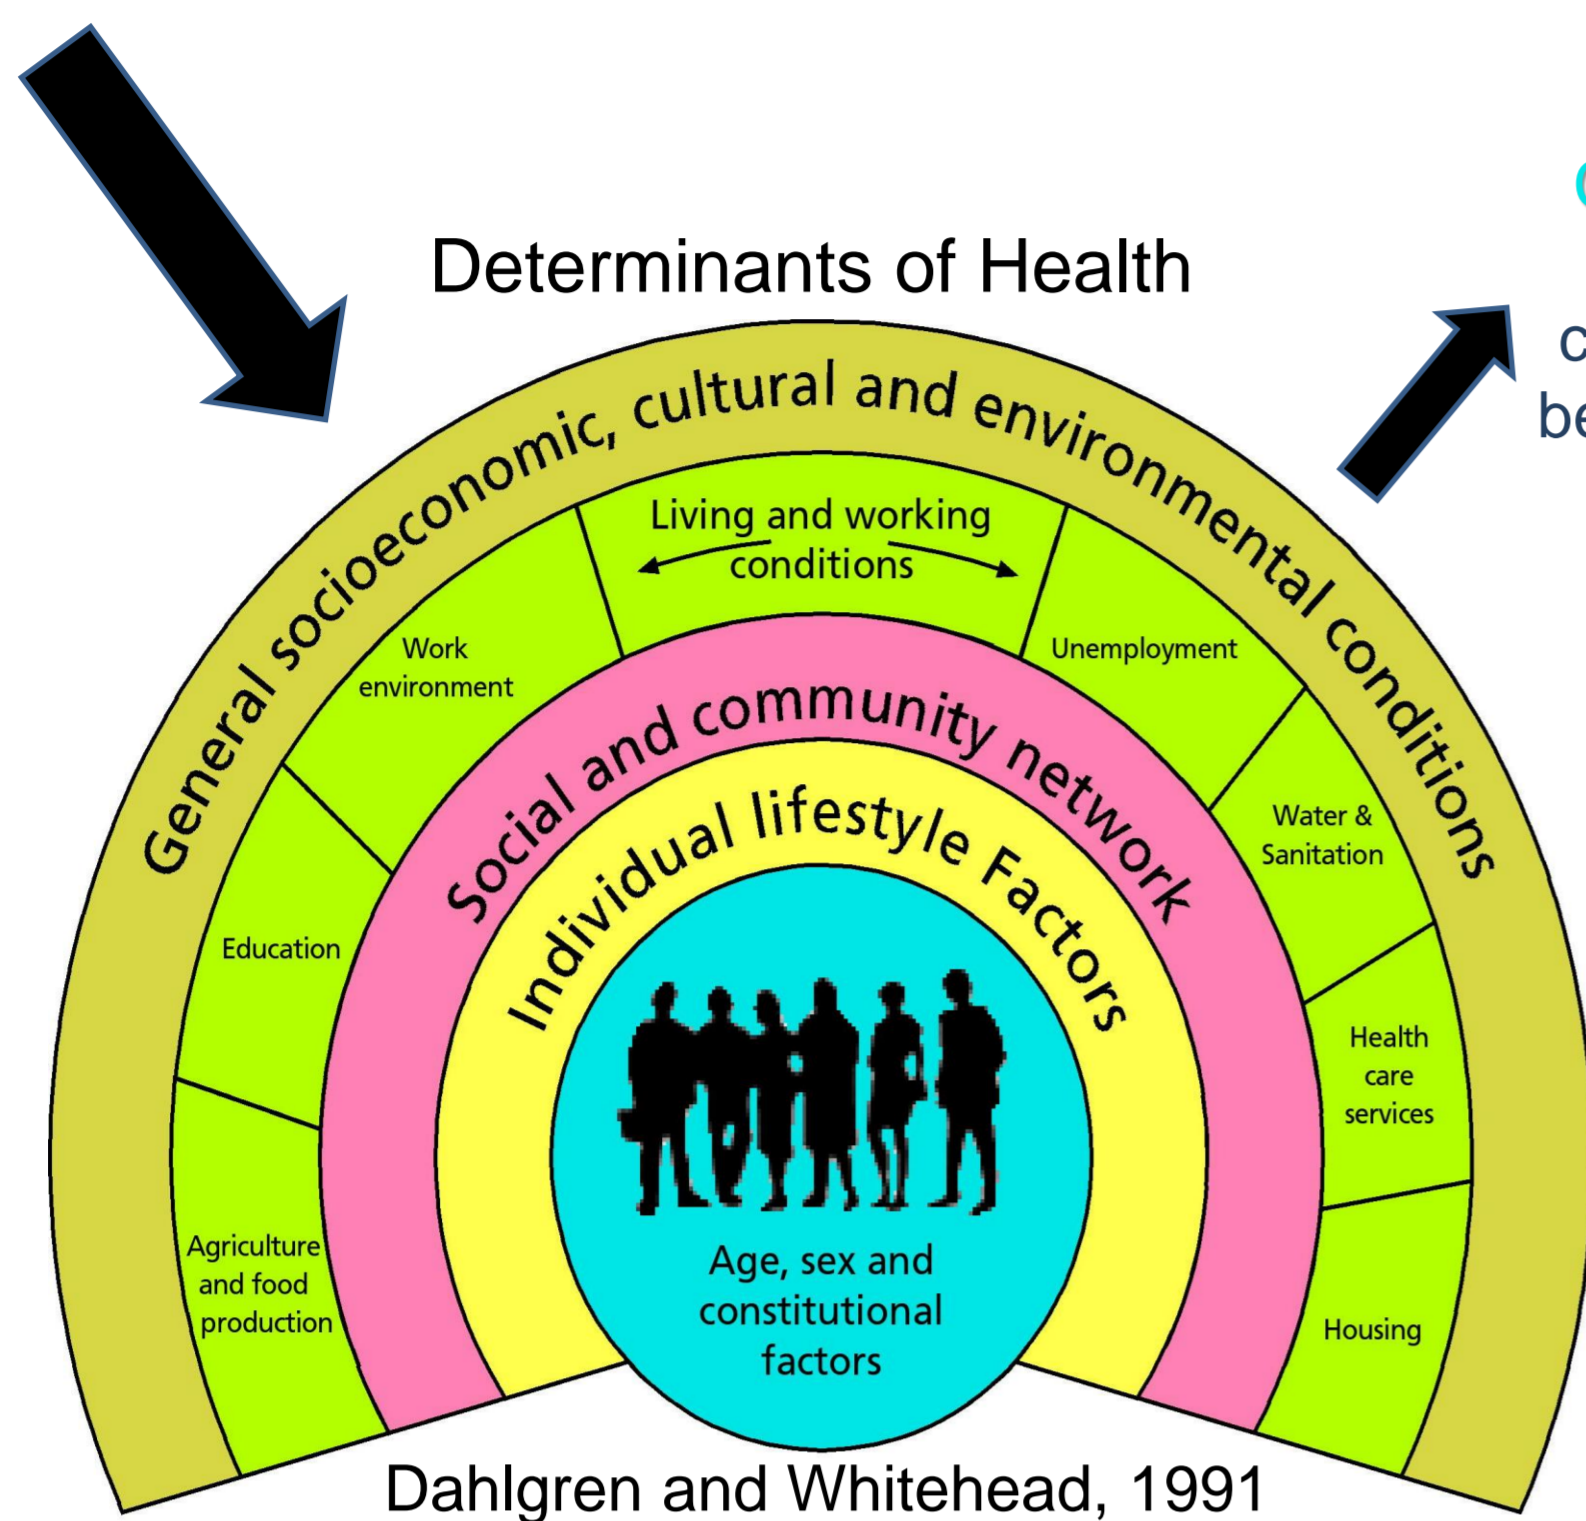 Determinants of Health
General socioeconomic, cultural and environmental conditions
Living and working
conditions
Work
environment
Unemployment
Education
Water &
Sanitation
Agriculture
and food
production
Health
care
services
Housing
Social and community network
Individual lifestyle Factors
Age, sex and
constitutional
factors
Dahlgren and Whitehead, 1991